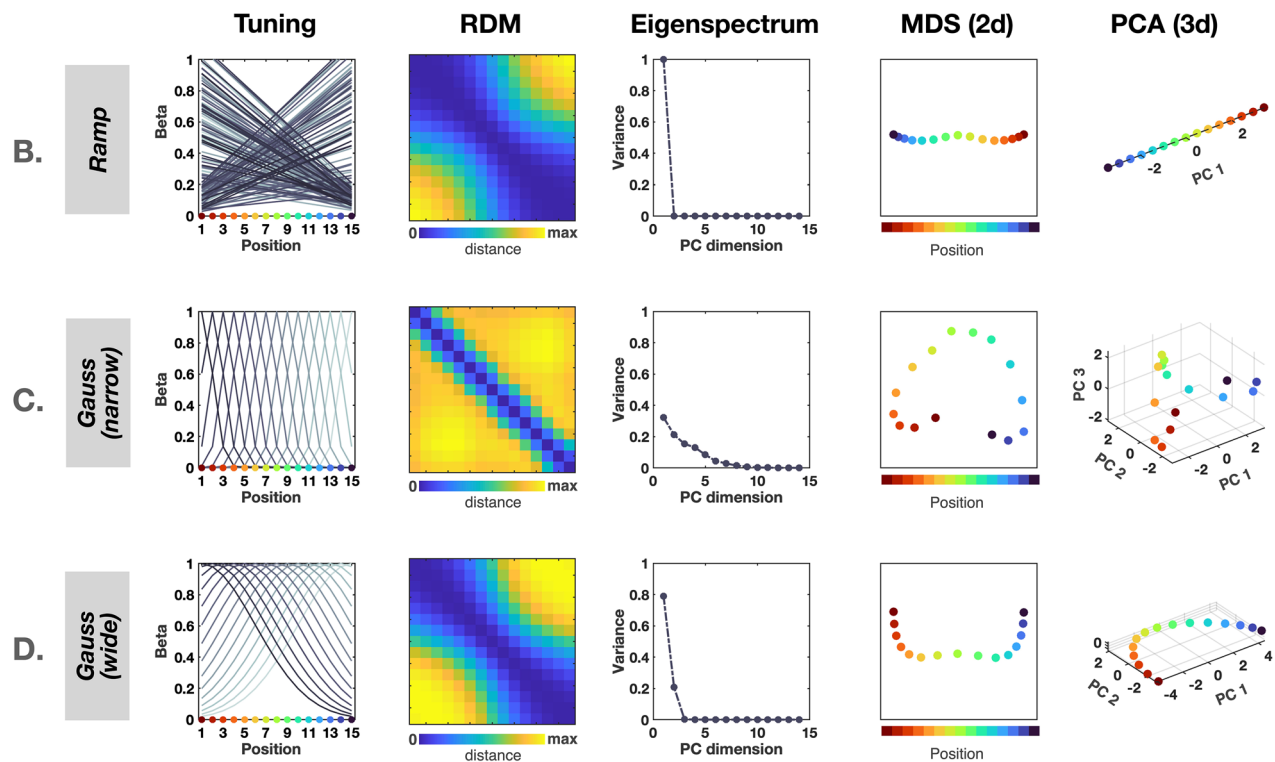 Tuning RDM Eigenspectrum MDS (2d) PCA (3d)
B.
Ramp
Beta
1
0.8
0.6
0.4
0.2
0
1 3 5 7 9 11 13 15
Position
0 max
distance
Variance
1
0.8
0.6
0.4
0.2
0
0 5 10 15
PC dimension
Position
-2 0 2
PC 1
C.
Gauss
(narrow)
Beta
1
0.8
0.6
0.4
0.2
0
1 3 5 7 9 11 13 15
Position
0 max
distance
Variance
1
0.8
0.6
0.4
0.2
0
0 5 10 15
PC dimension
Position
PC 3
2
0
-2
2
0
-2
PC 2
-2 0 2
PC 1
D.
Gauss
(wide)
Beta
1
0.8
0.6
0.4
0.2
0
1 3 5 7 9 11 13 15
Position
0 max
distance
Variance
1
0.8
0.6
0.4
0.2
0
0 5 10 15
PC dimension
Position
0
2
0
-2
PC 2
-4 -2 0 2 4
PC 1